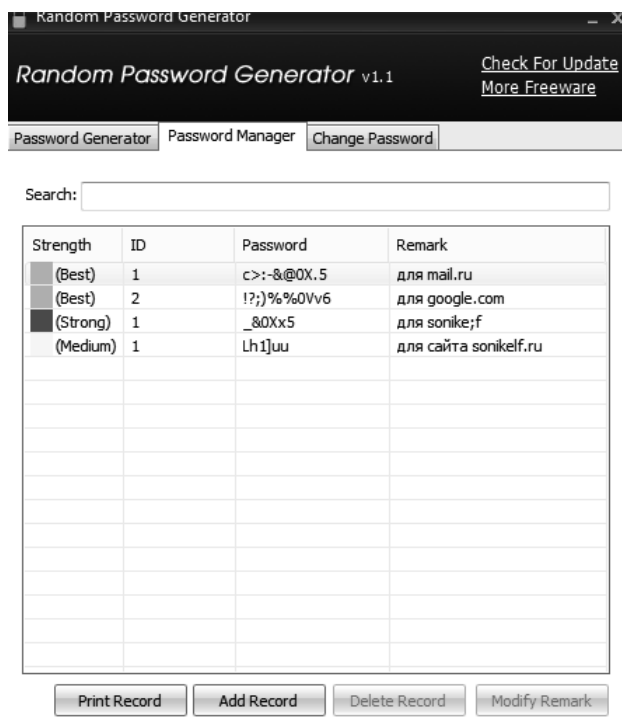 Random Password Generator
Random Password Generator v1.1
Check For Update
More Freeware
Password Generator Password Manager Change Password
Search:
Strength ID Password Remark
(Best) 1 c>:-&@0X.5 для mail.ru
(Best) 2 !?;)%%0Vv6 для google.com
(Strong) 1 _&0Xx5 для sonike;f
(Medium) 1 Lh1]uu для сайта sonikelf.ru
Print Record Add Record Delete Record Modify Remark